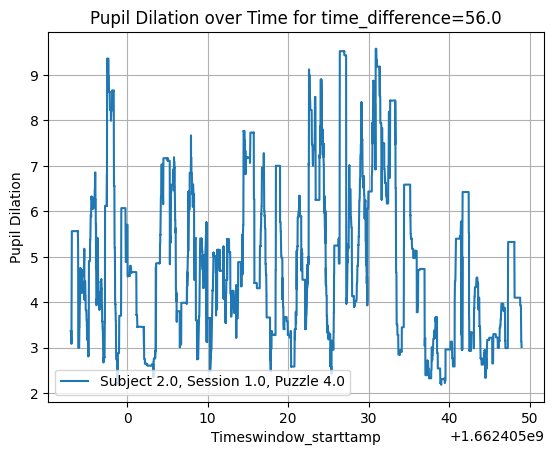 Pupil Dilation over Time for time_difference=56.0
Pupil Dilation
9
8
7
6
5
4
3
2
Subject 2.0, Session 1.0, Puzzle 4.0
0 10 20 30 40 50
Timeswindow_starttamp
+1.662405e9